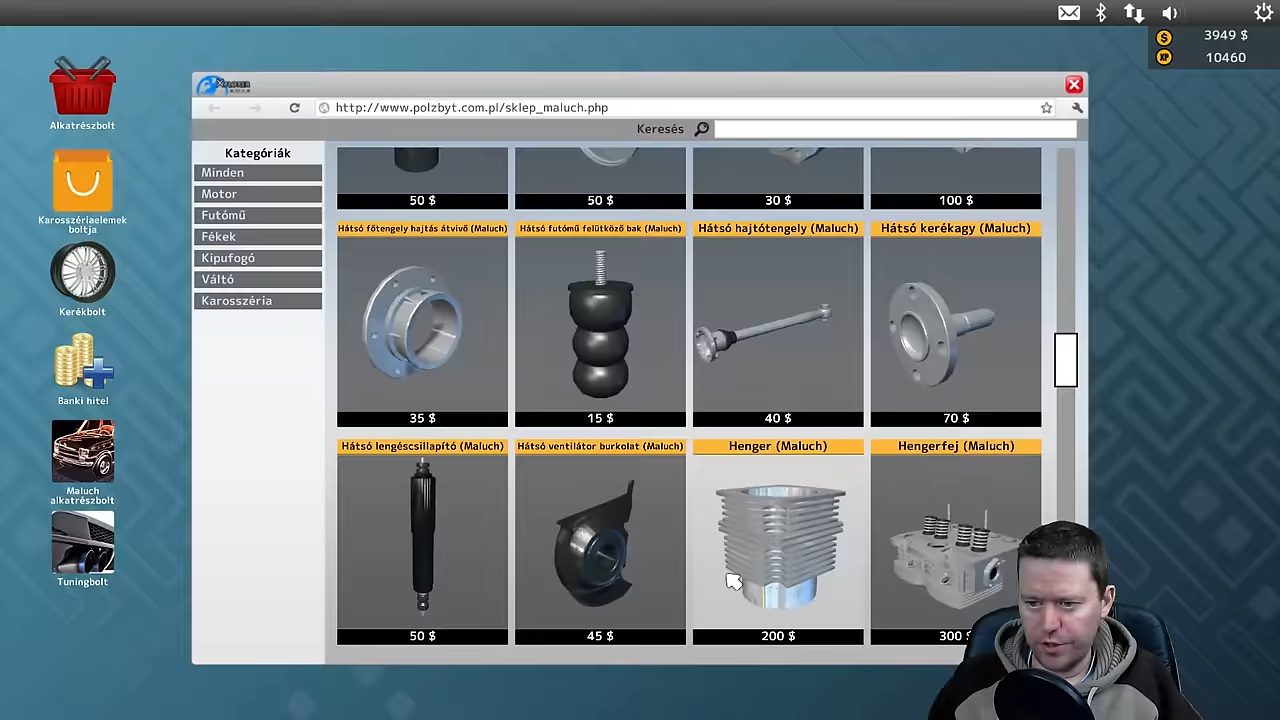 3949 $
10460
http://www.polzbyt.com.pl/sklep_maluch.php
Keresés
Alkatrészbolt
Karosszériaelemek
boltja
Kerékbolt
Banki hitel
Maluch
alkatrészbolt
Tuningbolt
Kategóriák
Minden
Motor
Futómű
Fékek
Kipufogó
Váltó
Karosszéria
50 $
50 $
30 $
100 $
Hátsó főtengely hajtás átvivő (Maluch)
Hátsó futómű felütköző bak (Maluch)
Hátsó hajtótengely (Maluch)
Hátsó kerékagy (Maluch)
35 $
15 $
40 $
70 $
Hátsó lengéscsillapító (Maluch)
Hátsó ventilátor burkolat (Maluch)
Henger (Maluch)
Hengerfej (Maluch)
50 $
45 $
200 $
300